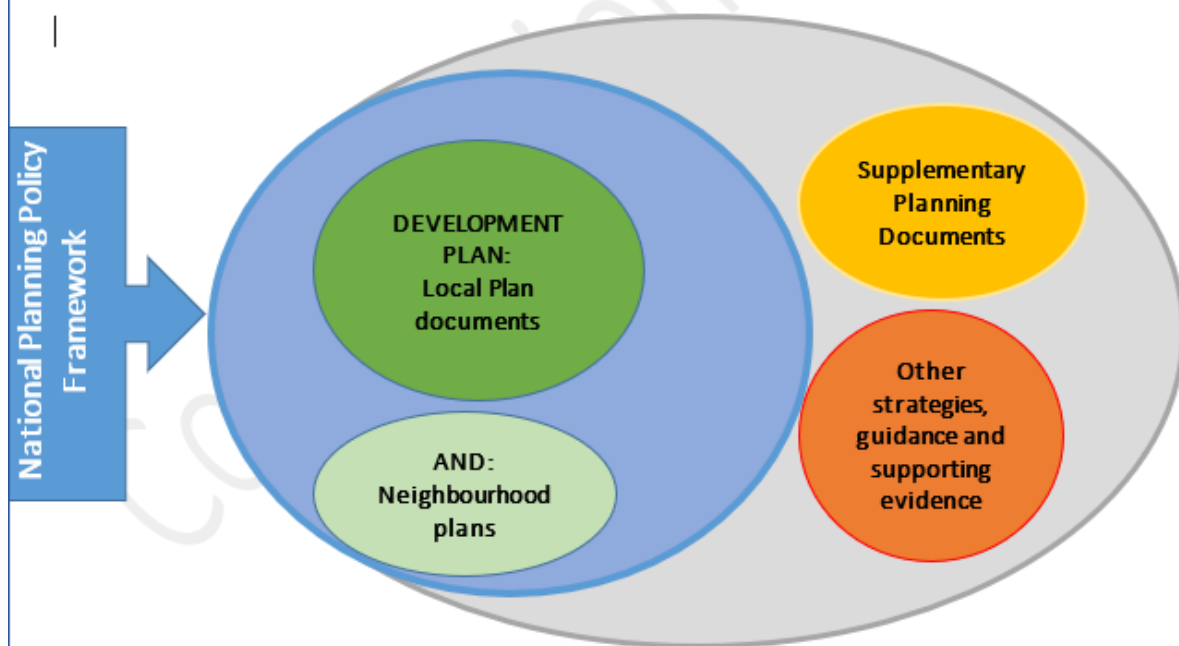 National Planning Policy
Framework
DEVELOPMENT
PLAN:
Local Plan
documents
AND:
Neighbourhood
plans
Supplementary
Planning
Documents
Other
strategies,
guidance and
supporting
evidence